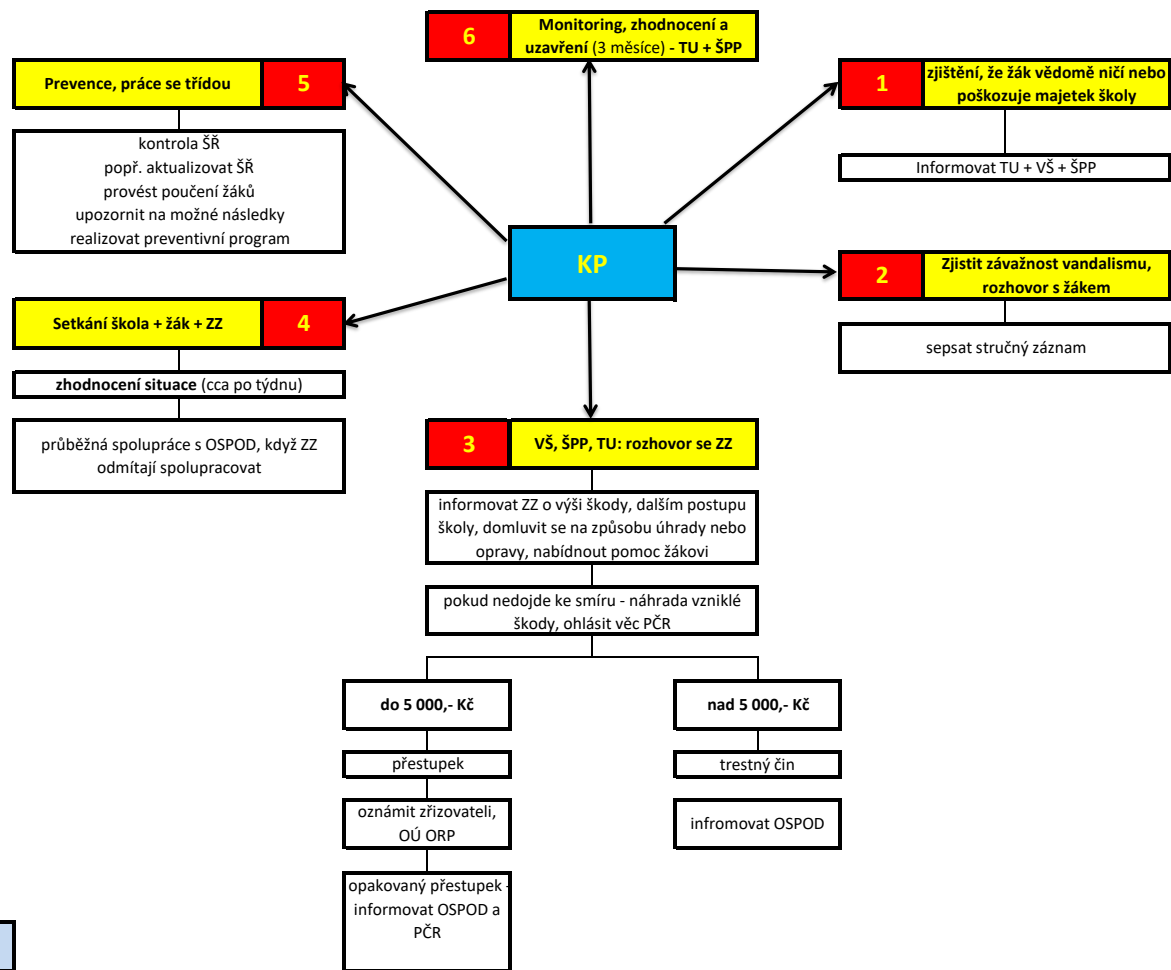 6
Monitoring, zhodnocení a
uzavření (3 měsíce) - TU + ŠPP
Prevence, práce se třídou
5
kontrola ŠŘ
popř. aktualizovat ŠŘ
provést poučení žáků
upozornit na možné následky
realizovat preventivní program
1
zjištění, že žák vědomě ničí nebo
poškozuje majetek školy
Informovat TU + VŠ + ŠPP
KP
2
Zjistit závažnost vandalismu,
rozhovor s žákem
sepsat stručný záznam
Setkání škola + žák + ZZ
4
zhodnocení situace (cca po týdnu)
průběžná spolupráce s OSPOD, když ZZ
odmítají spolupracovat
3
VŠ, ŠPP, TU: rozhovor se ZZ
informovat ZZ o výši škody, dalším postupu
školy, domluvit se na způsobu úhrady nebo
opravy, nabídnout pomoc žákovi
pokud nedojde ke smíru - náhrada vzniklé
škody, ohlásit věc PČR
do 5 000,- Kč
přestupek
oznámit zřizovateli,
OÚ ORP
opakovaný přestupek -
informovat OSPOD a
PČR
nad 5 000,- Kč
trestný čin
infromovat OSPOD